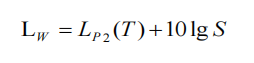 L_W = L_{P2}(T)+10 lg S